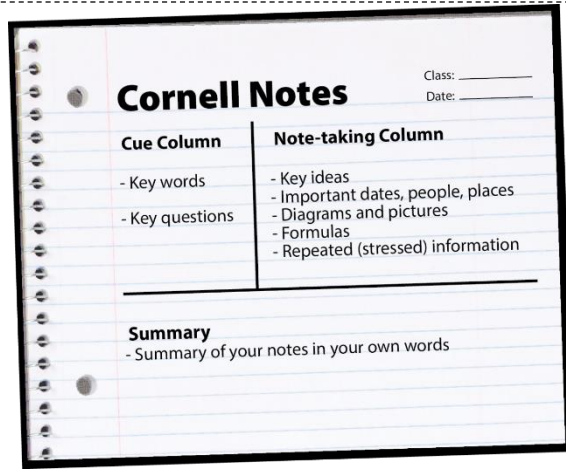 Class:
Date:
Cornell Notes
Cue Column
- Key words
- Key questions
Note-taking Column
- Key ideas
- Important dates, people, places
- Diagrams and pictures
- Formulas
- Repeated (stressed) information
Summary
- Summary of your notes in your own words